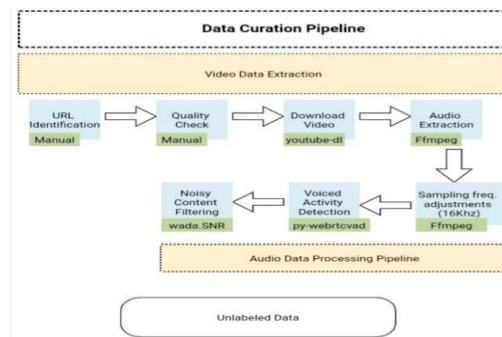 Data Curation Pipeline
Video Data Extraction
URL
Identification
Manual
Quality
Check
Manual
Download
Video
youtube-dl
Audio
Extraction
Ffmpeg
Noisy
Content
Filtering
wada.SNR
Voiced
Activity
Detection
py-webrtcvad
Sampling freq.
adjustments
(16Khz)
Ffmpeg
Audio Data Processing Pipeline
Unlabeled Data